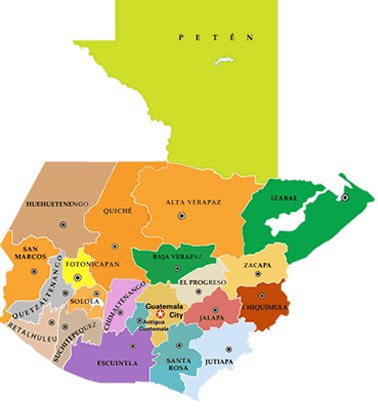 PETÉN
HUEHUETENENGO
QUICHÉ
ALTA VERAPAZ
IZABAL
SAN
MARCOS
TOTONICAPAN
BAJA VERAPAZ
ZACAPA
QUETZALTENANGO
EL PROGRESO
SOLOLA
CHIMALTENANGO
Guatemala
City
CHIQUIMULA
RETALHULEU
SUCHITEPEQUEZ
Antigua
Guatemala
JALAPA
ESCUINTLA
SANTA
ROSA
JUTIAPA